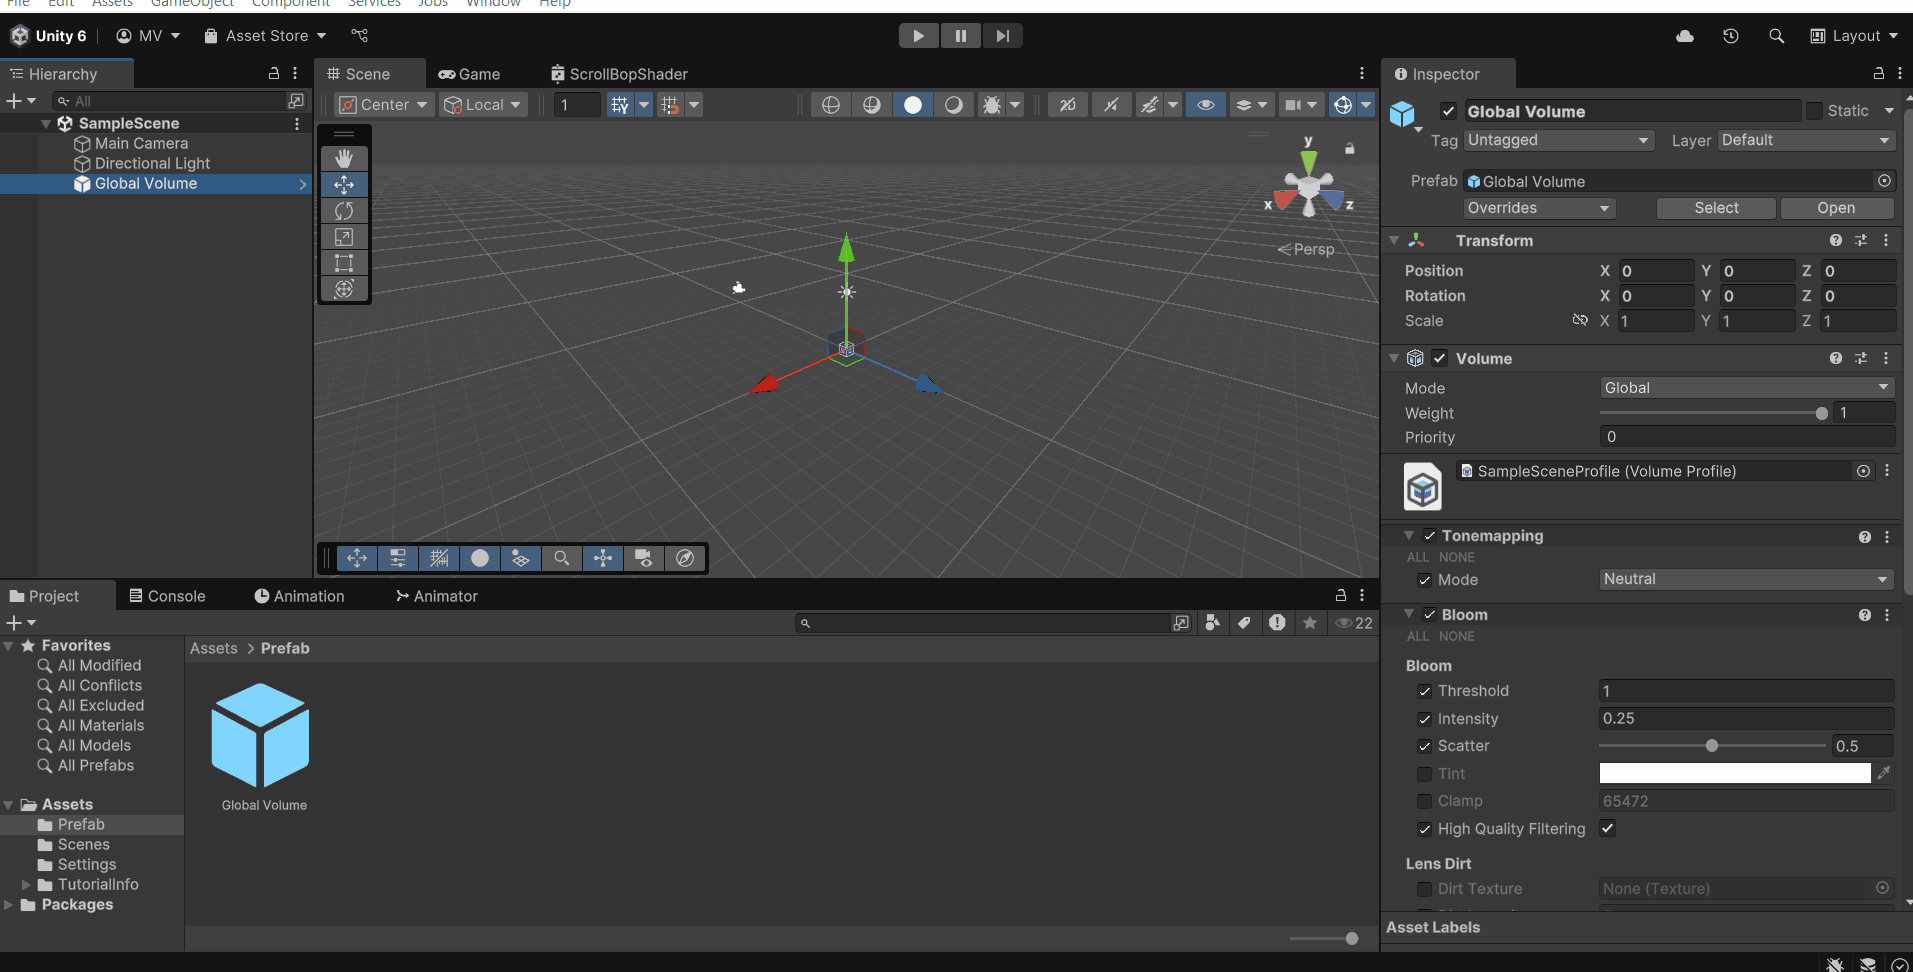 File Edit Assets GameObject Component Services Jobs Window Help
Unity 6 MV Asset Store Layout
Hierarchy
All
SampleScene
Main Camera
Directional Light
Global Volume
Scene Game ScrollBopShader
Center Local 1 2D
y
x z
Persp
Inspector
Global Volume Static
Tag Untagged Layer Default
Prefab Global Volume
Overrides Select Open
Transform
Position X 0 Y 0 Z 0
Rotation X 0 Y 0 Z 0
Scale X 1 Y 1 Z 1
Volume
Mode Global
Weight 1
Priority 0
SampleSceneProfile (Volume Profile)
Tonemapping
ALL NONE
Mode Neutral
Bloom
ALL NONE
Bloom
Threshold 1
Intensity 0.25
Scatter 0.5
Tint
Clamp 65472
High Quality Filtering
Lens Dirt
Dirt Texture None (Texture)
Asset Labels
Project Console Animation Animator
22
Favorites
All Modified
All Conflicts
All Excluded
All Materials
All Models
All Prefabs
Assets
Prefab
Scenes
Settings
TutorialInfo
Packages
Assets > Prefab
Global Volume